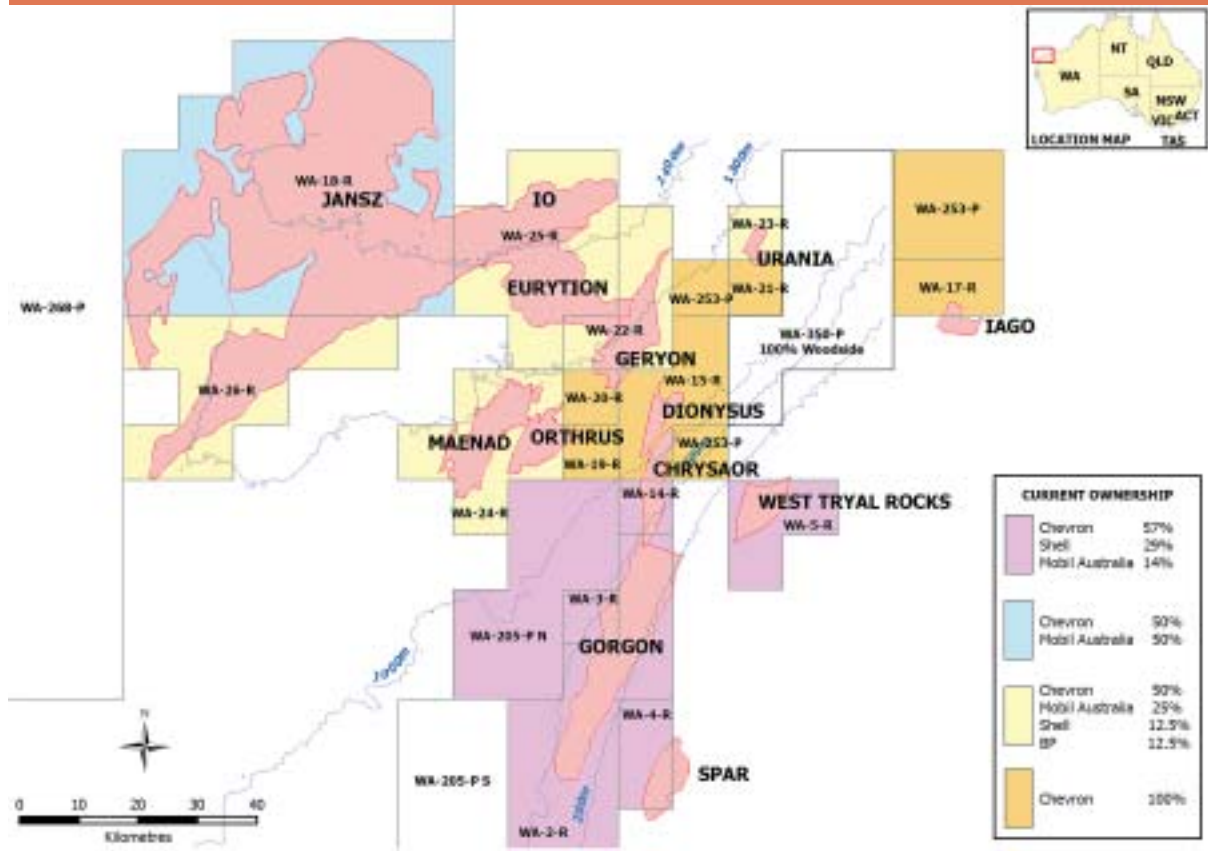 NT
WA
QLD
SA
NSW
VIC
ACT
LOCATION MAP
TAS
WA-18-R
JANSZ
IO
WA-25-R
WA-23-R
URANIA
WA-253-P
WA-17-R
IAGO
WA-268-P
EURYTION
WA-253-P
WA-21-R
WA-22-R
WA-350-P
100% Woodside
GERYON
WA-15-R
WA-26-R
WA-20-R
DIONYSUS
MAENAD
ORTHRUS
WA-253-P
WA-19-R
CHRYSAOR
WA-14-R
WA-24-R
WEST TRYAL ROCKS
WA-5-R
WA-3-R
WA-205-P N
GORGON
1000m
WA-4-R
N
WA-205-P S
SPAR
200m
WA-2-R
0 10 20 30 40
Kilometres
CURRENT OWNERSHIP
Chevron 57%
Shell 29%
Mobil Australia 14%
Chevron 50%
Mobil Australia 50%
Chevron 50%
Mobil Australia 25%
Shell 12.5%
BP 12.5%
Chevron 100%